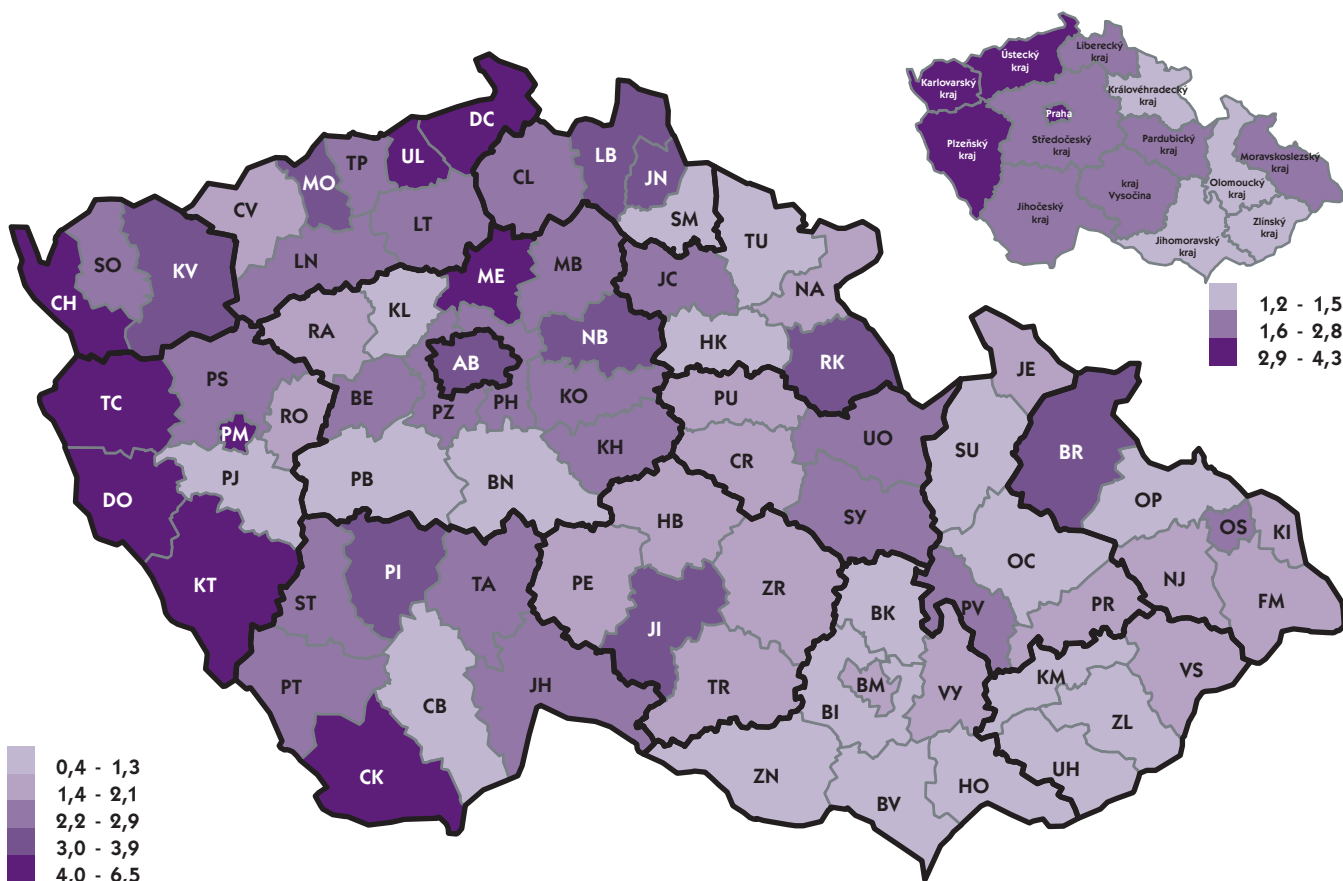 Ústecký
kraj
Liberecký
kraj
Karlovarský
kraj
Královéhradecký
kraj
Praha
Středočeský
kraj
Plzeňský
kraj
Pardubický
kraj
Moravskoslezský
kraj
kraj
Vysočina
Olomoucký
kraj
Jihočeský
kraj
Zlínský
kraj
Jihomoravský
kraj
1,2 - 1,5
1,6 - 2,8
2,9 - 4,3
DC
UL
TP
LB
MO
CL
JN
CV
LT
SM
TU
SO
KV
LN
ME
MB
JC
NA
CH
KL
RA
NB
HK
AB
RK
JE
PS
TC
BE
PZ
PH
KO
PU
RO
PM
UO
KH
CR
SU
BR
PJ
PB
BN
DO
OP
SY
HB
OS
KI
OC
PI
KT
TA
PE
ZR
NJ
ST
FM
PV
PR
BK
JI
PT
JH
TR
BM
VY
KM
VS
CB
BI
ZL
CK
ZN
UH
HO
BV
0,4 - 1,3
1,4 - 2,1
2,2 - 2,9
3,0 - 3,9
4,0 - 6,5